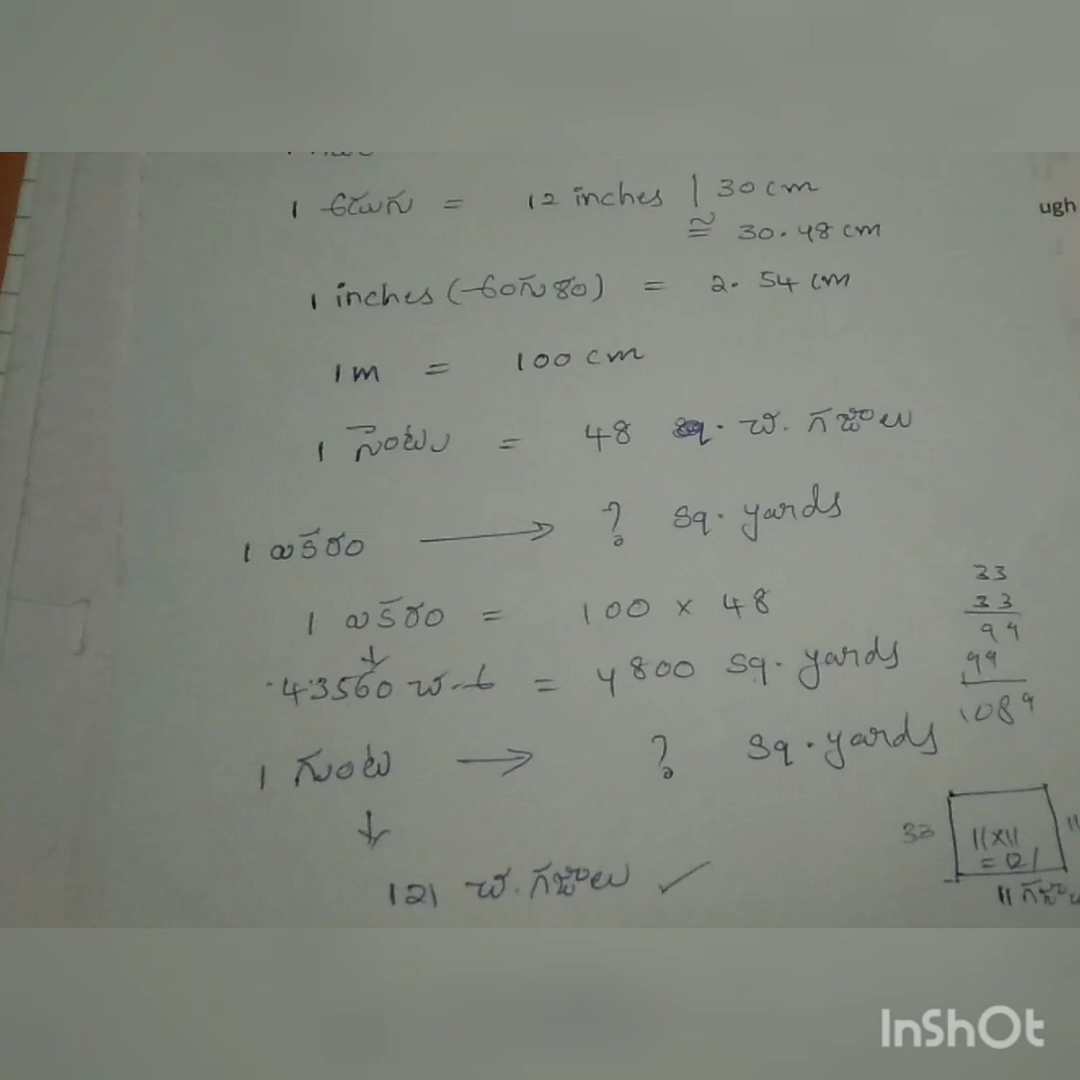 1 అడుగు = 12 inches | 30 cm
≅ 30.48 cm
ugh
1 inches (అంగుళం) = 2.54 cm
1m = 100 cm
1 సెంటు = 48 చ. గజాలు
1 ఎకరం → ? Sq. yards
1 ఎకరం = 100 x 48
43560 చ.అ = 4800 Sq. yards
33
33
99
99
1089
1 గుంట → ? Sq. yards
121 చ. గజాలు ✓
33
11x11
= 121
11
11
InShOt